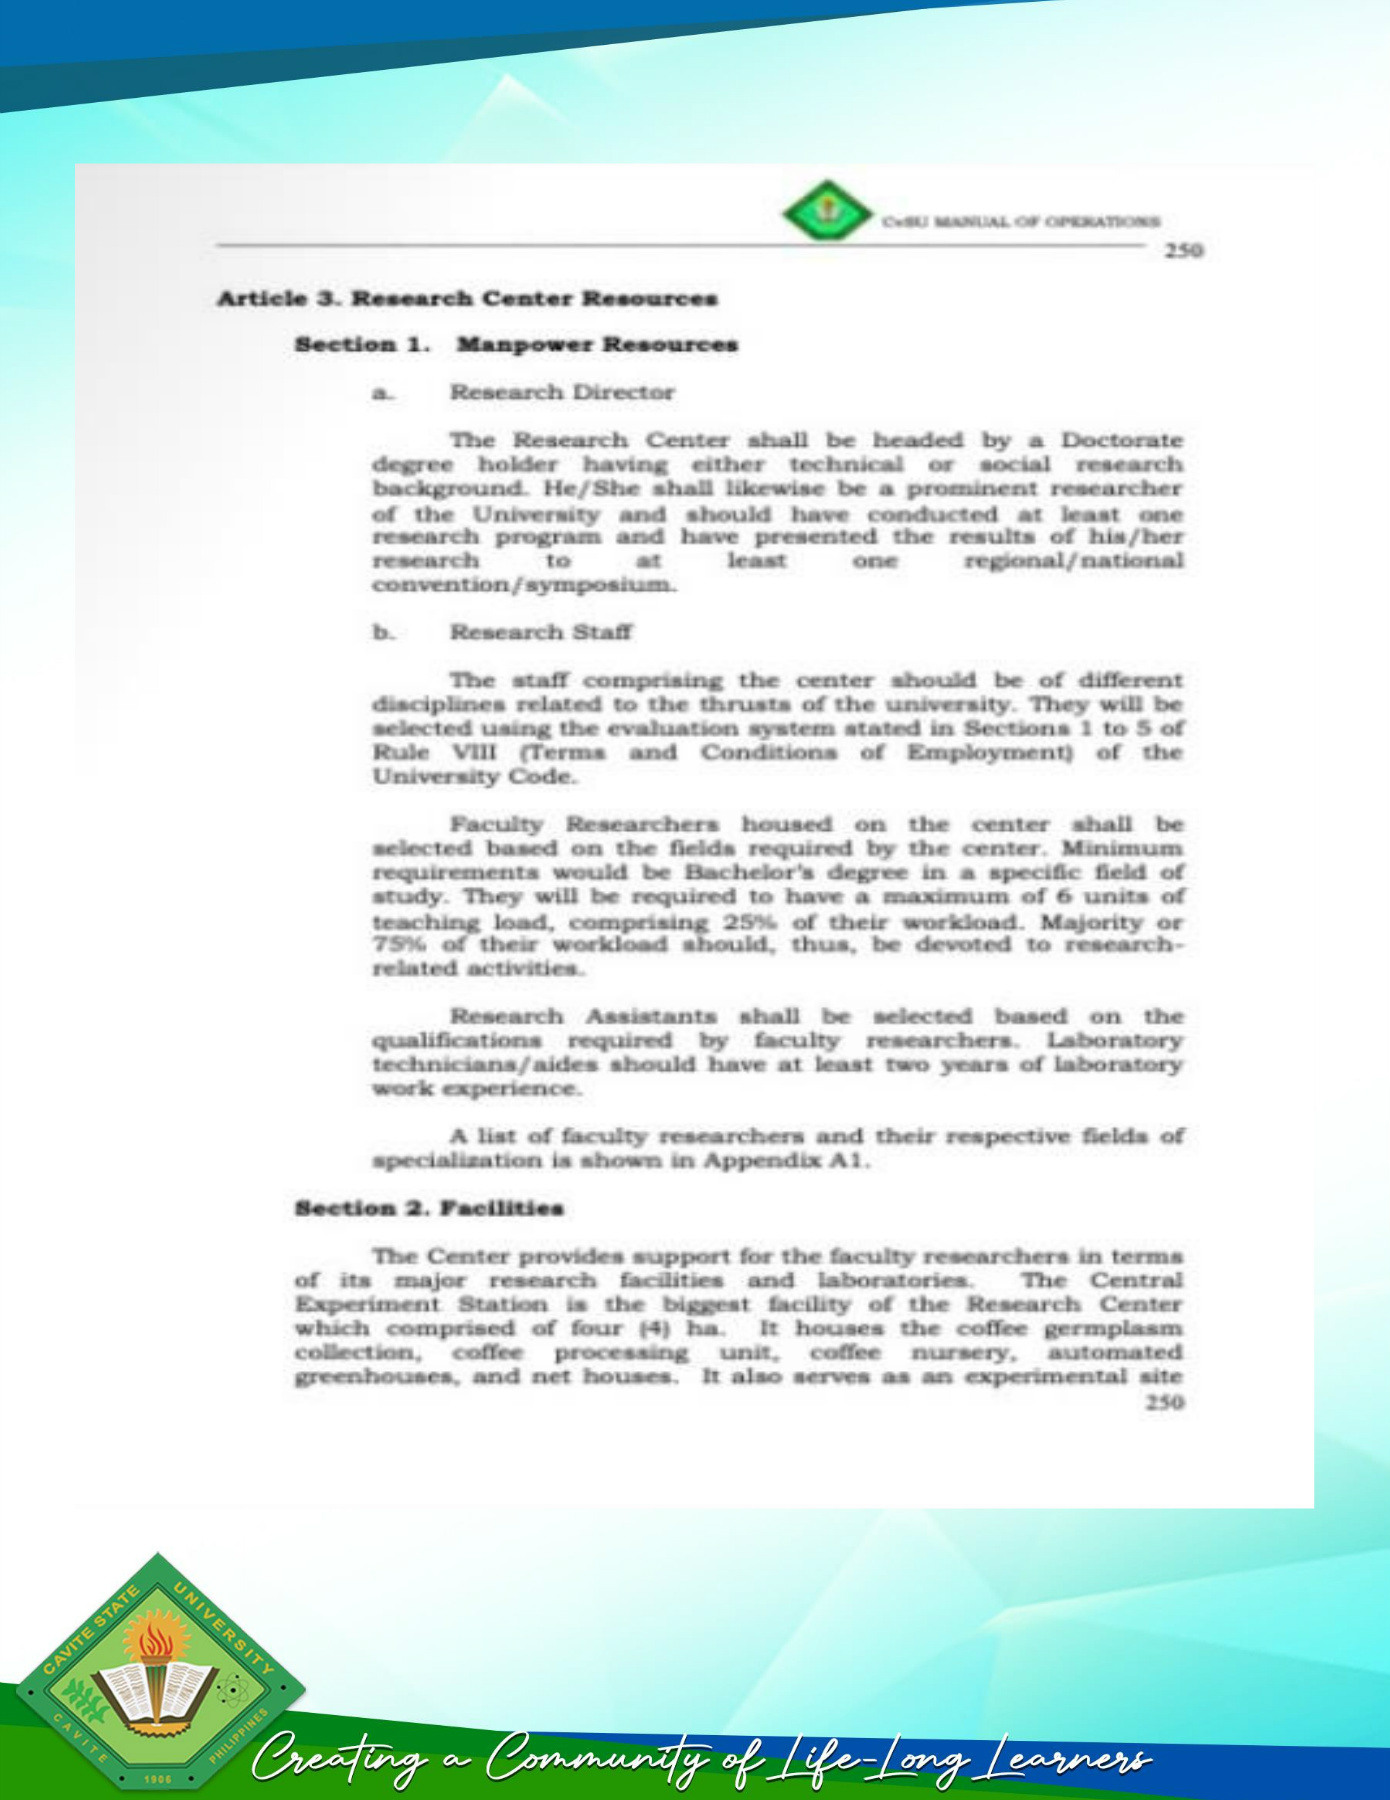 CvSU MANUAL OF OPERATIONS
250
Article 3. Research Center Resources
Section 1. Manpower Resources
a. Research Director
The Research Center shall be headed by a Doctorate
degree holder having either technical or social research
background. He/She shall likewise be a prominent researcher
of the University and should have conducted at least one
research program and have presented the results of his/her
research to at least one regional/national
convention/symposium.
b. Research Staff
The staff comprising the center should be of different
disciplines related to the thrusts of the university. They will be
selected using the evaluation system stated in Sections 1 to 5 of
Rule VIII (Terms and Conditions of Employment) of the
University Code.
Faculty Researchers housed on the center shall be
selected based on the fields required by the center. Minimum
requirements would be Bachelor's degree in a specific field of
study. They will be required to have a maximum of 6 units of
teaching load, comprising 25% of their workload. Majority or
75% of their workload should, thus, be devoted to research-
related activities.
Research Assistants shall be selected based on the
qualifications required by faculty researchers. Laboratory
technicians/aides should have at least two years of laboratory
work experience.
A list of faculty researchers and their respective fields of
specialization is shown in Appendix A1.
Section 2. Facilities
The Center provides support for the faculty researchers in terms
of its major research facilities and laboratories. The Central
Experiment Station is the biggest facility of the Research Center
which comprised of four (4) ha. It houses the coffee germplasm
collection, coffee processing unit, coffee nursery, automated
greenhouses, and net houses. It also serves as an experimental site
250
CAVITE STATE UNIVERSITY
CAVITE PHILIPPINES
1906
Creating a Community of Life-Long Learners